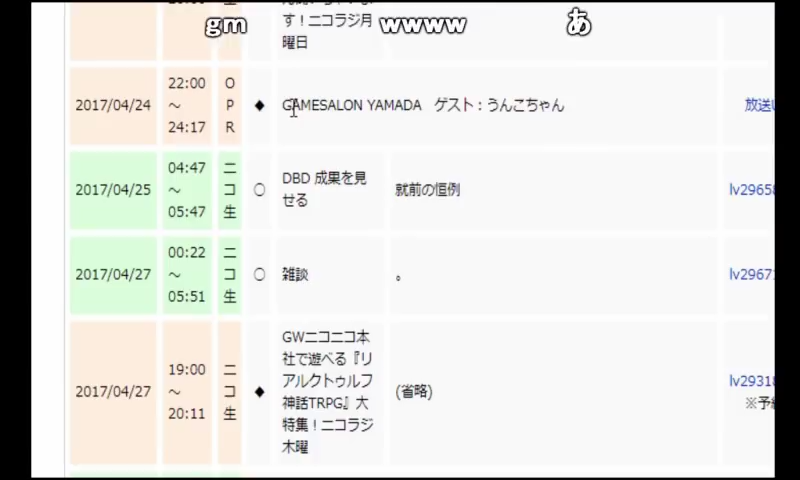 gm wwww あ
す！ニコラジ月
曜日
2017/04/24 22:00～24:17 OPR ◆ GAMESALON YAMADA　ゲスト：うんこちゃん 放送
2017/04/25 04:47～05:47 ニコ生 ○ DBD 成果を見せる 就前の恒例 lv2965
2017/04/27 00:22～05:51 ニコ生 ○ 雑談 。 lv2967
2017/04/27 19:00～20:11 ニコ生 ◆ GWニコニコ本
社で遊べる『リ
アルクトゥルフ
神話TRPG』大
特集！ニコラジ
木曜
(省略)
lv2931
※予